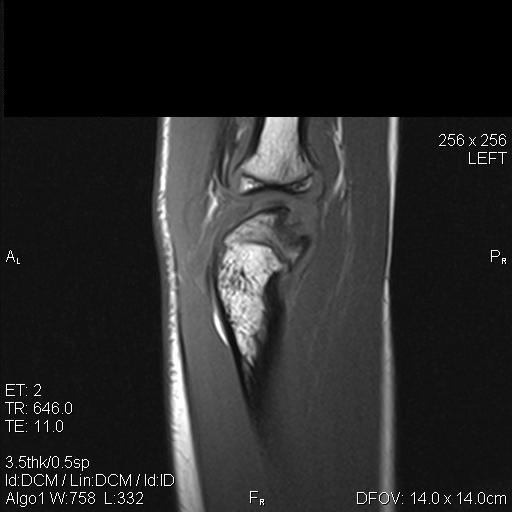 256 x 256
LEFT
AL
PR
ET: 2
TR: 646.0
TE: 11.0
3.5thk/0.5sp
Id:DCM / Lin:DCM / Id:ID
Algo1 W:758 L:332
FR
DFOV: 14.0 x 14.0cm